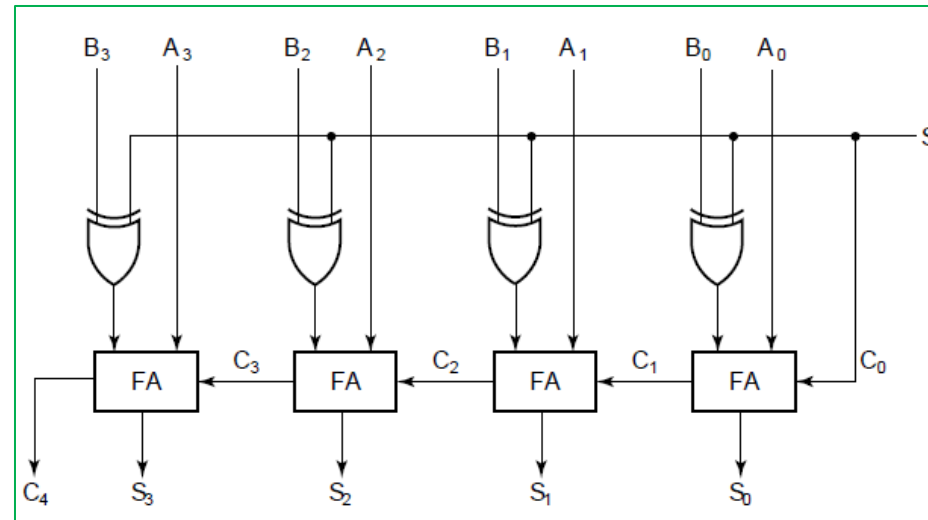 B₃ A₃ B₂ A₂ B₁ A₁ B₀ A₀
S
C₃ C₂ C₁ C₀
FA FA FA FA
C₄ S₃ S₂ S₁ S₀